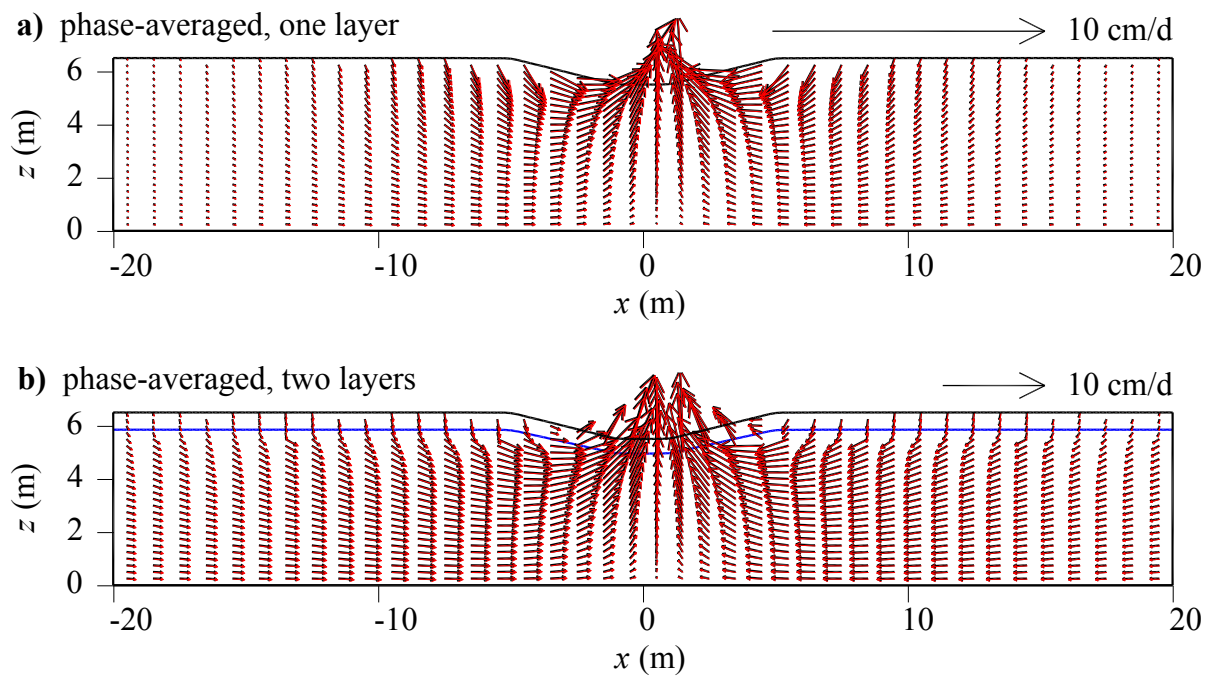 a) phase-averaged, one layer
10 cm/d
6
4
2
0
z (m)
-20
-10
0
10
20
x (m)
b) phase-averaged, two layers
10 cm/d
6
4
2
0
z (m)
-20
-10
0
10
20
x (m)